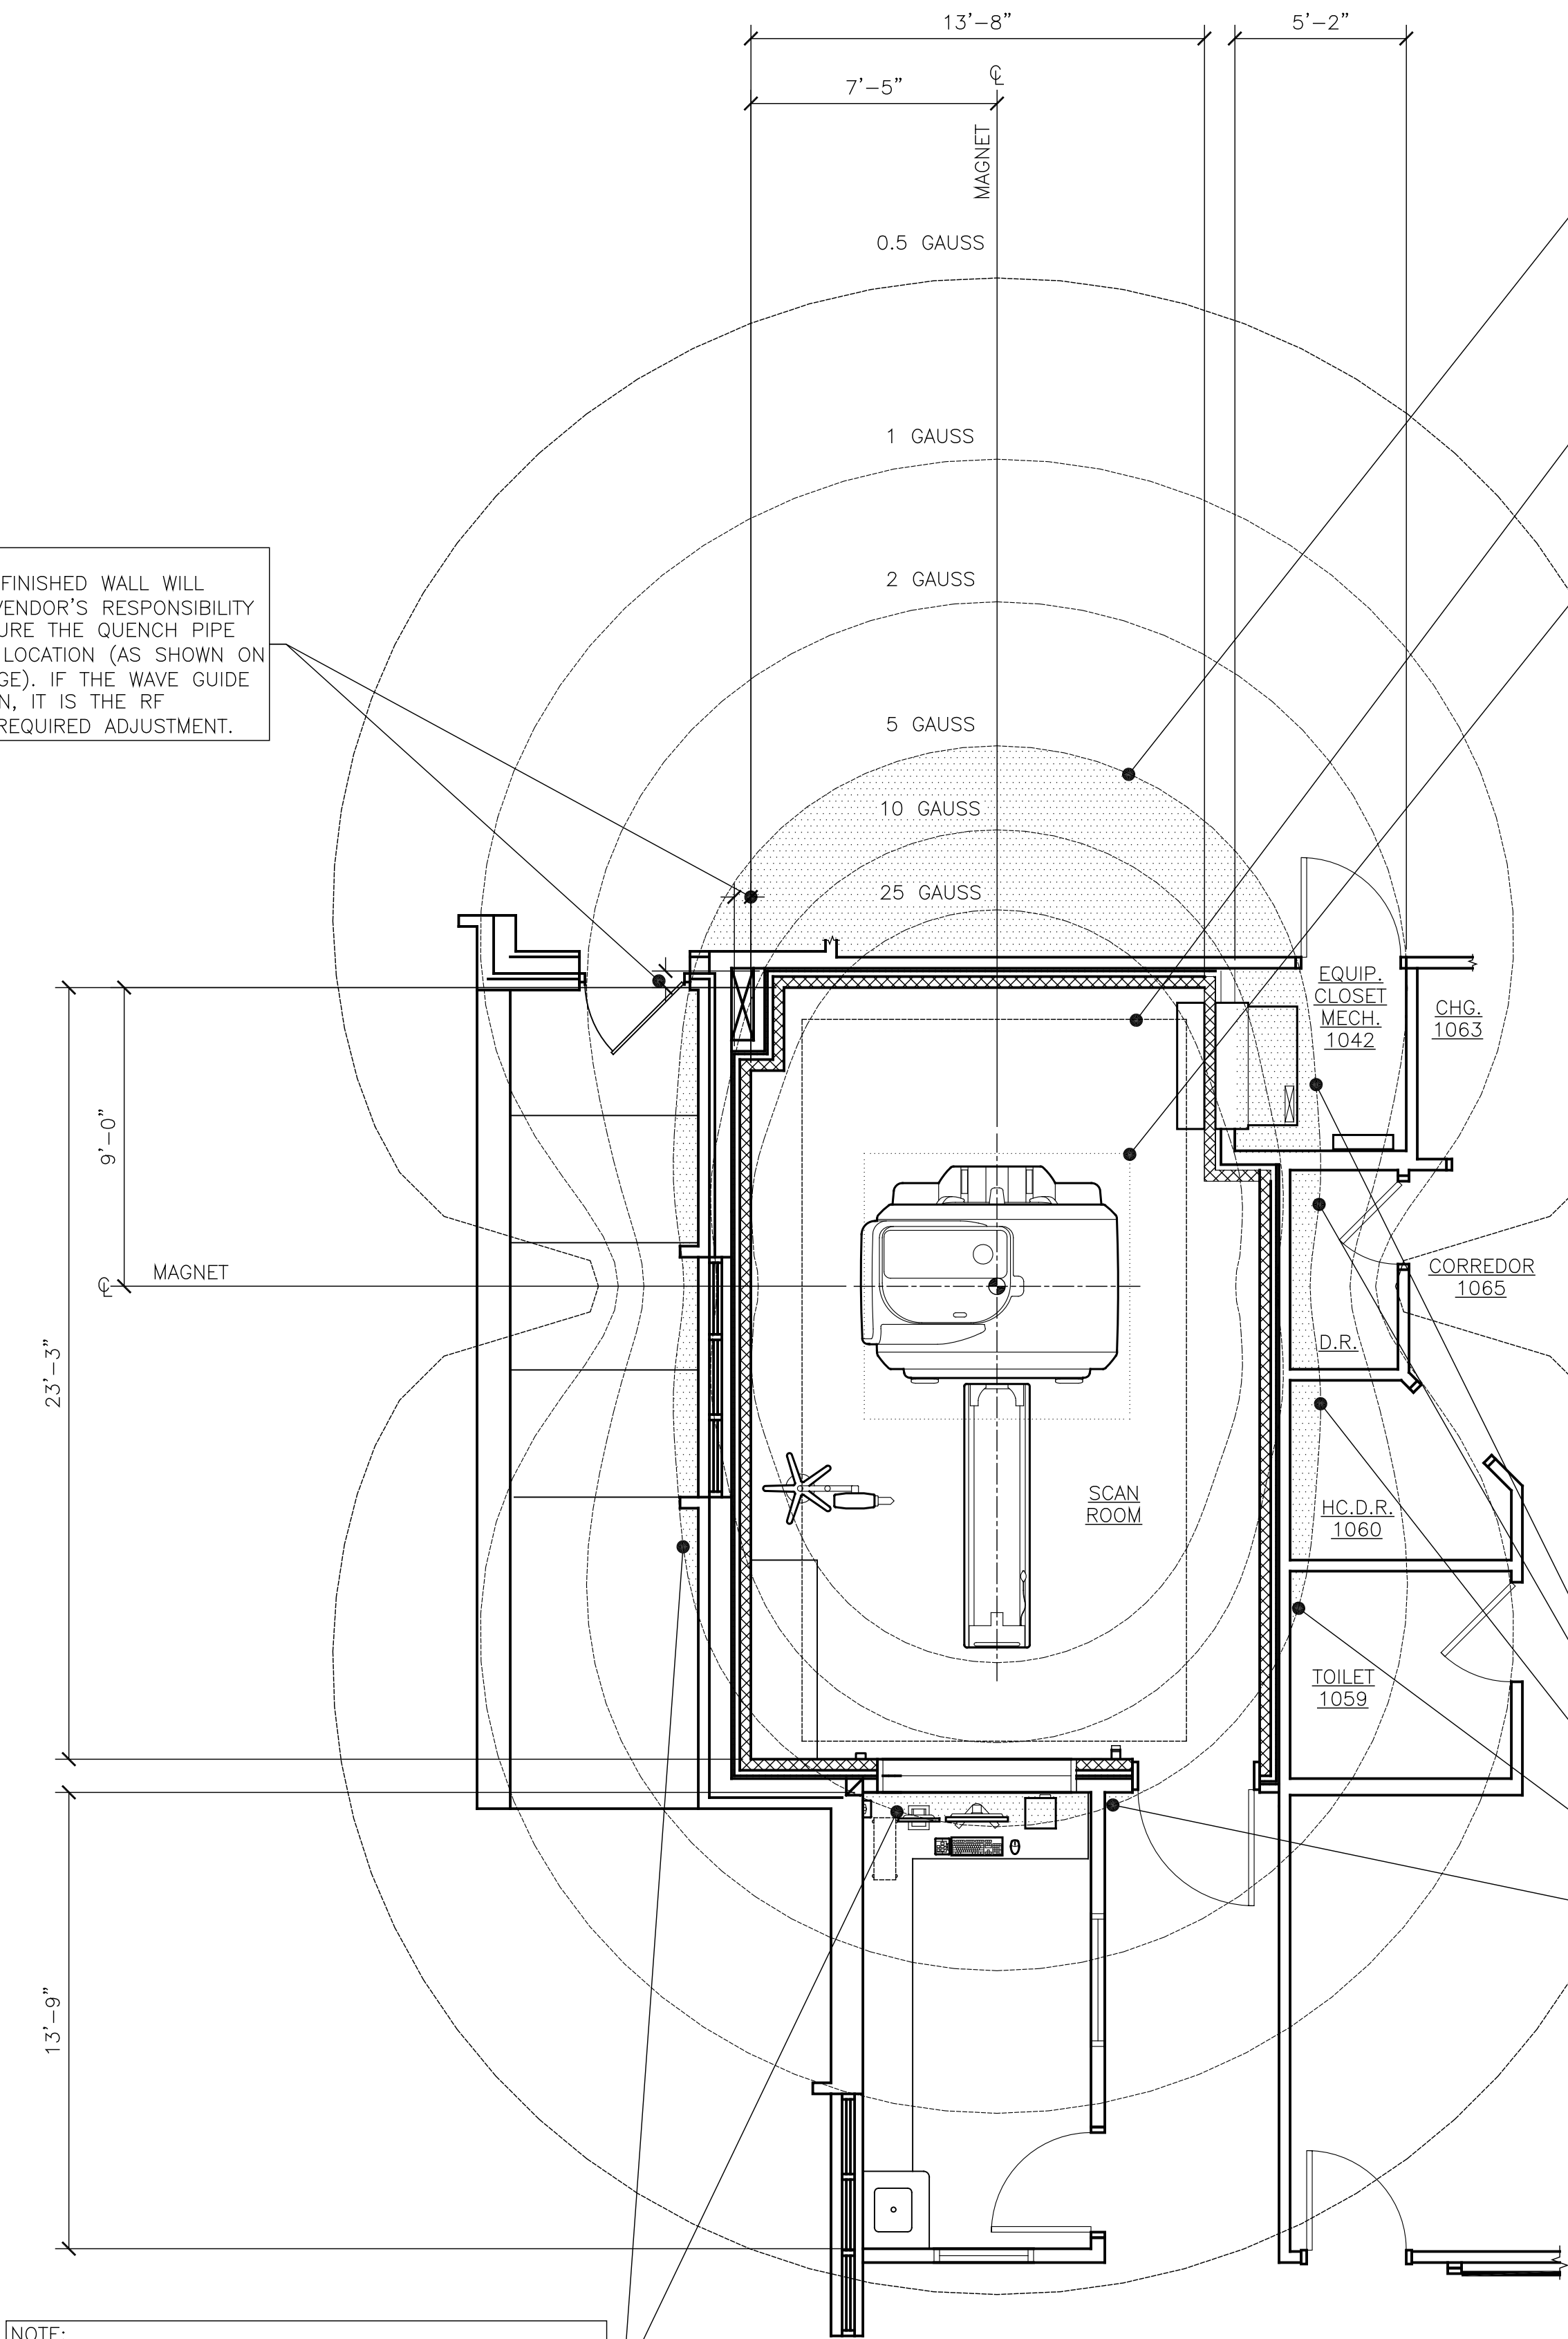 13'-8"
5'-2"
7'-5"
℄
MAGNET
0.5 GAUSS
1 GAUSS
2 GAUSS
5 GAUSS
10 GAUSS
25 GAUSS
FINISHED WALL WILL
VENDOR'S RESPONSIBILITY
URE THE QUENCH PIPE
LOCATION (AS SHOWN ON
GE). IF THE WAVE GUIDE
N, IT IS THE RF
REQUIRED ADJUSTMENT.
EQUIP.
CLOSET
MECH.
1042
CHG.
1063
9'-0"
℄ MAGNET
CORREDOR
1065
23'-3"
D.R.
SCAN
ROOM
HC.D.R.
1060
TOILET
1059
13'-9"
NOTE: